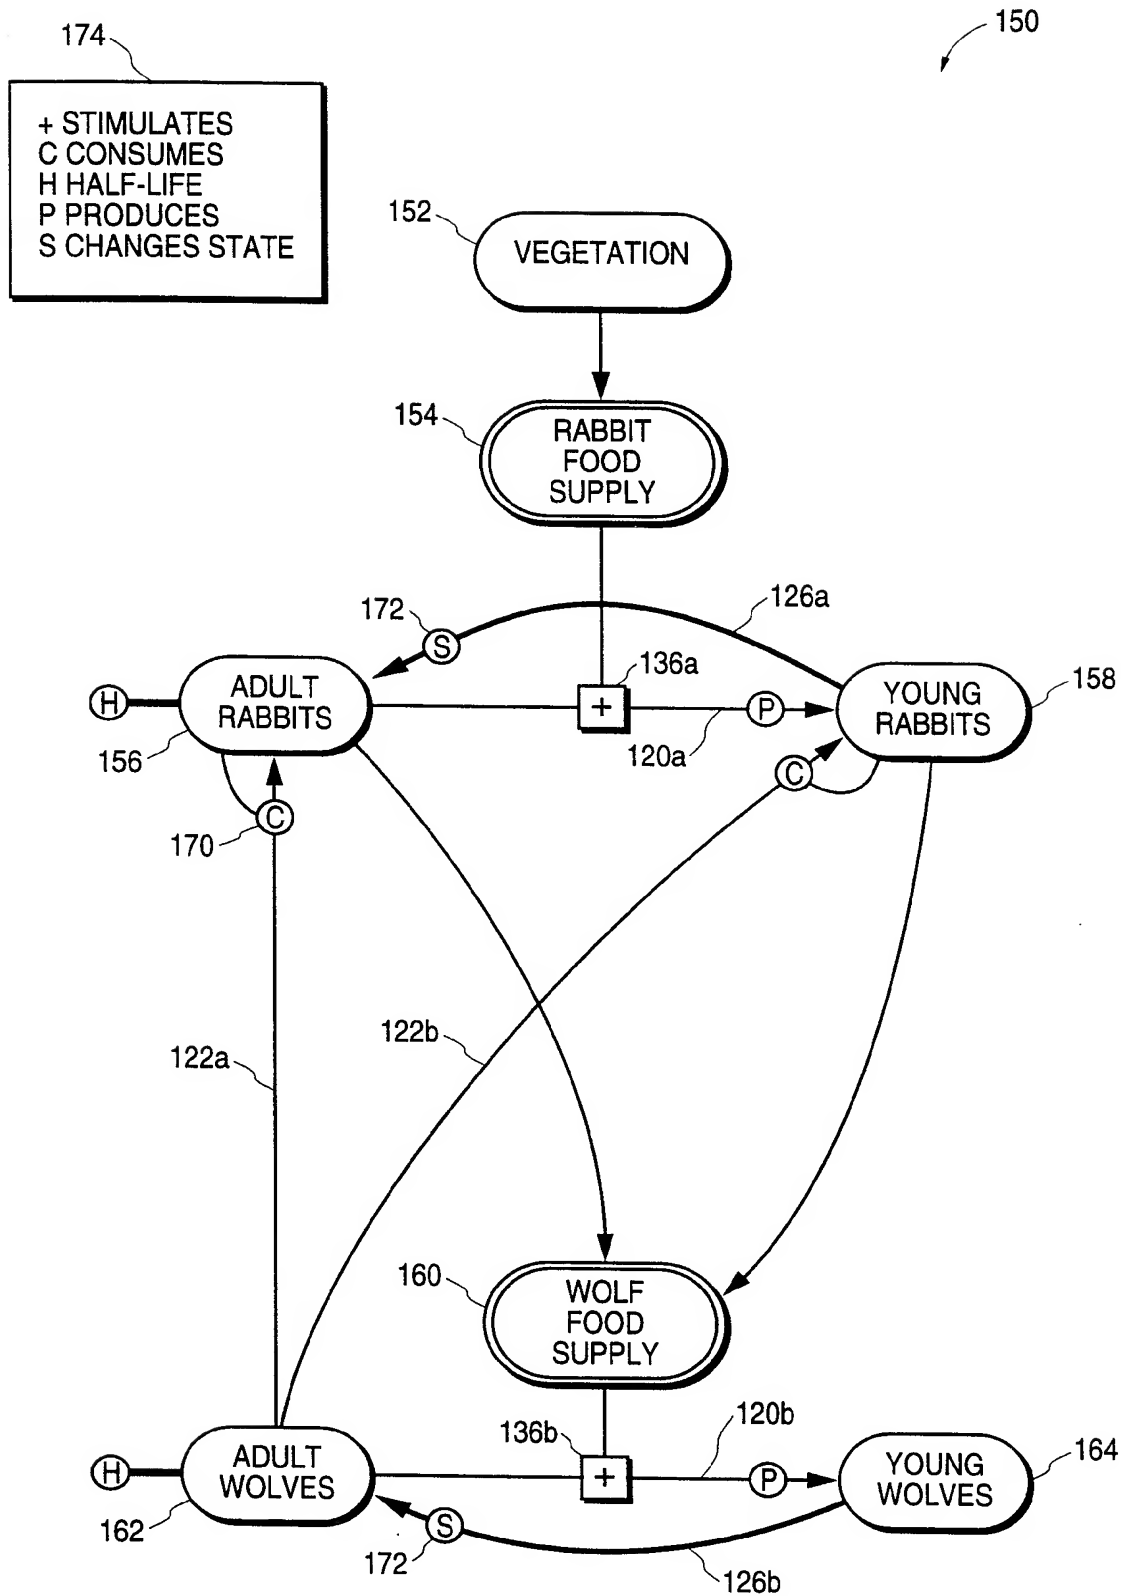 174
150
+ STIMULATES
C CONSUMES
H HALF-LIFE
P PRODUCES
S CHANGES STATE
152
VEGETATION
154
RABBIT
FOOD
SUPPLY
172
126a
S
136a
H
ADULT
RABBITS
+
P
YOUNG
RABBITS
158
156
120a
C
C
170
122b
122a
160
WOLF
FOOD
SUPPLY
136b
120b
H
ADULT
WOLVES
+
P
YOUNG
WOLVES
164
162
S
172
126b